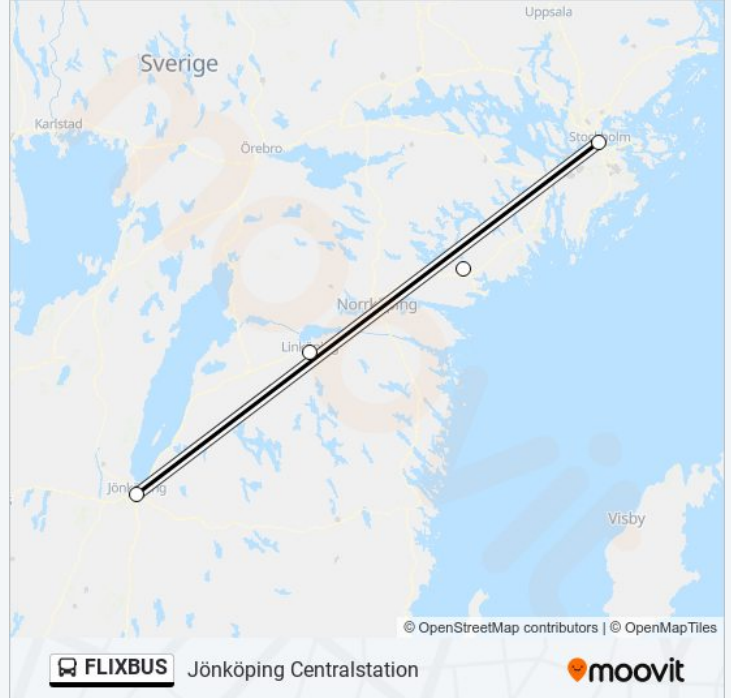 Uppsala
Sverige
Karlstad
Örebro
Stockholm
Norrköping
Linköping
Jönköping
Visby
© OpenStreetMap contributors | © OpenMapTiles
FLIXBUS Jönköping Centralstation
moovit